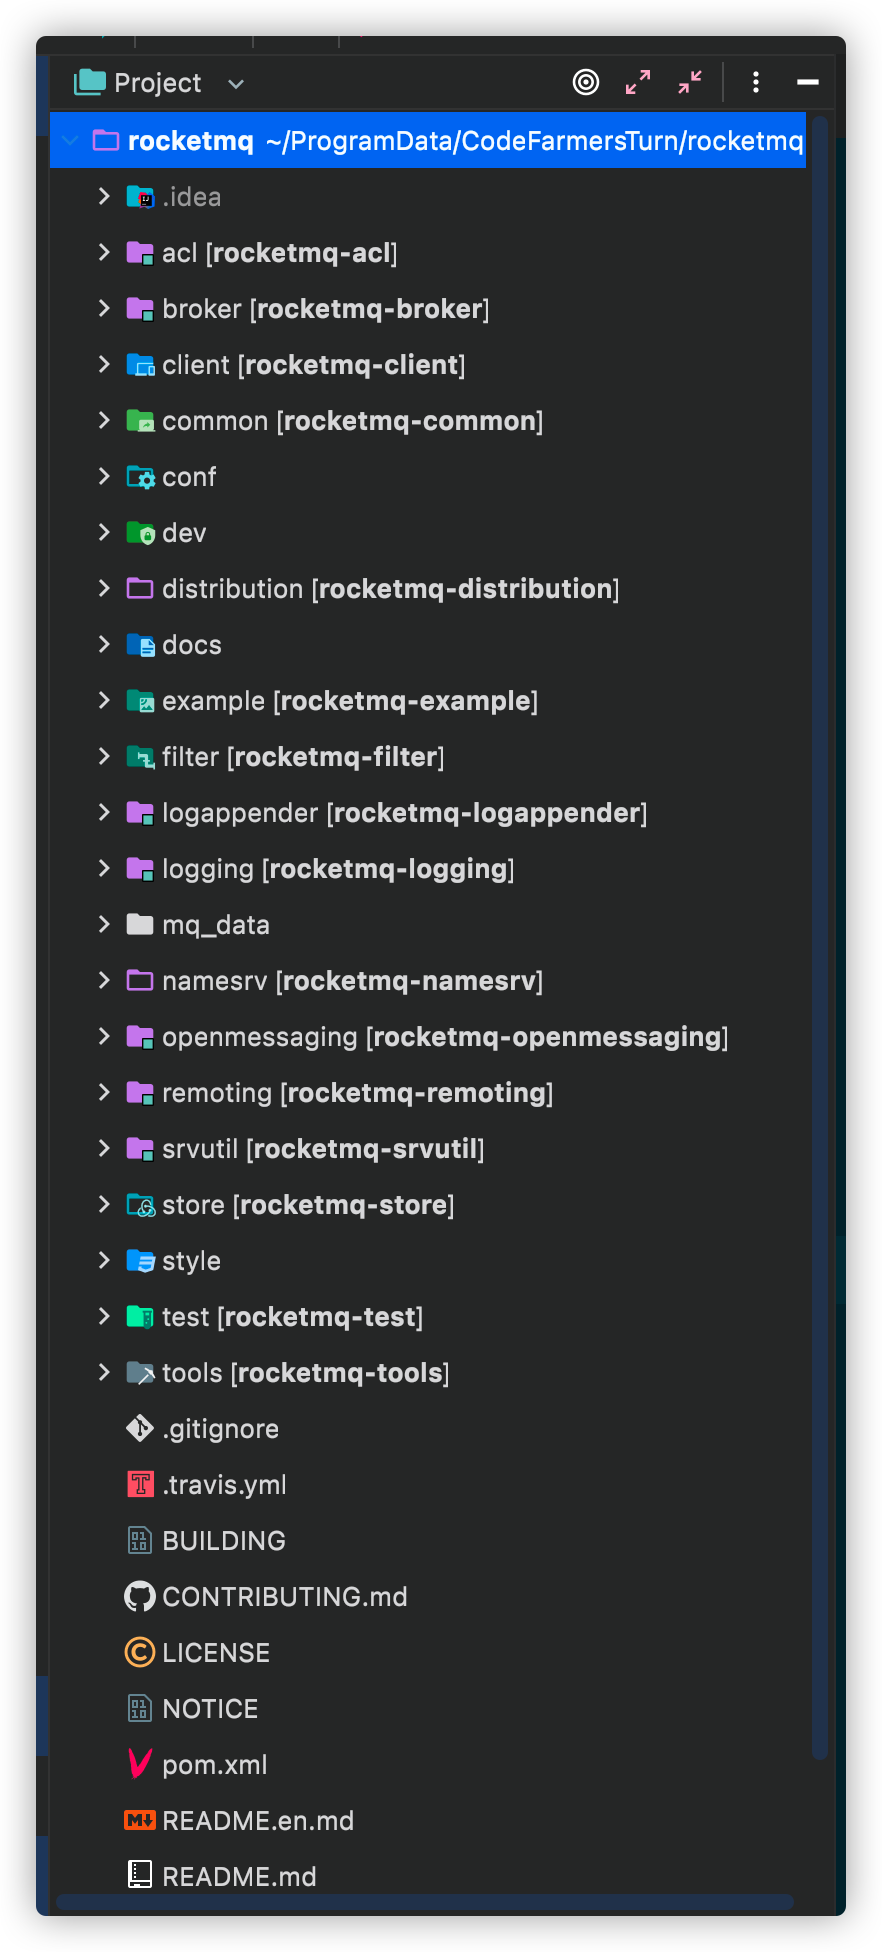 Project
rocketmq ~/ProgramData/CodeFarmersTurn/rocketmq
.idea
acl [rocketmq-acl]
broker [rocketmq-broker]
client [rocketmq-client]
common [rocketmq-common]
conf
dev
distribution [rocketmq-distribution]
docs
example [rocketmq-example]
filter [rocketmq-filter]
logappender [rocketmq-logappender]
logging [rocketmq-logging]
mq_data
namesrv [rocketmq-namesrv]
openmessaging [rocketmq-openmessaging]
remoting [rocketmq-remoting]
srvutil [rocketmq-srvutil]
store [rocketmq-store]
style
test [rocketmq-test]
tools [rocketmq-tools]
.gitignore
.travis.yml
BUILDING
CONTRIBUTING.md
LICENSE
NOTICE
pom.xml
README.en.md
README.md